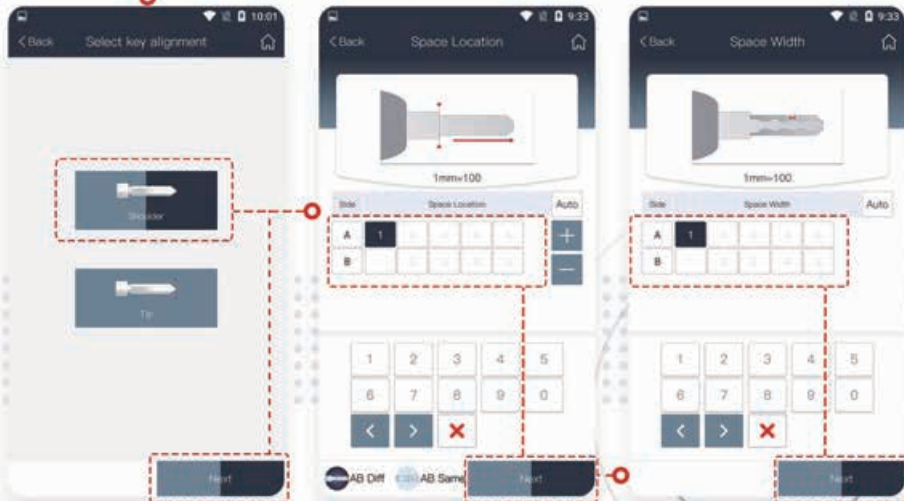 10:01
< Back Select key alignment
Shoulder
Tip
Next
9:33
< Back Space Location
1mm=100
Side Space Location Auto
A 1
B
+
−
1 2 3 4 5
6 7 8 9 0
< > X
AB Diff AB Same Next
9:33
< Back Space Width
1mm=100
Side Space Width Auto
A 1
B
1 2 3 4 5
6 7 8 9 0
< > X
Next